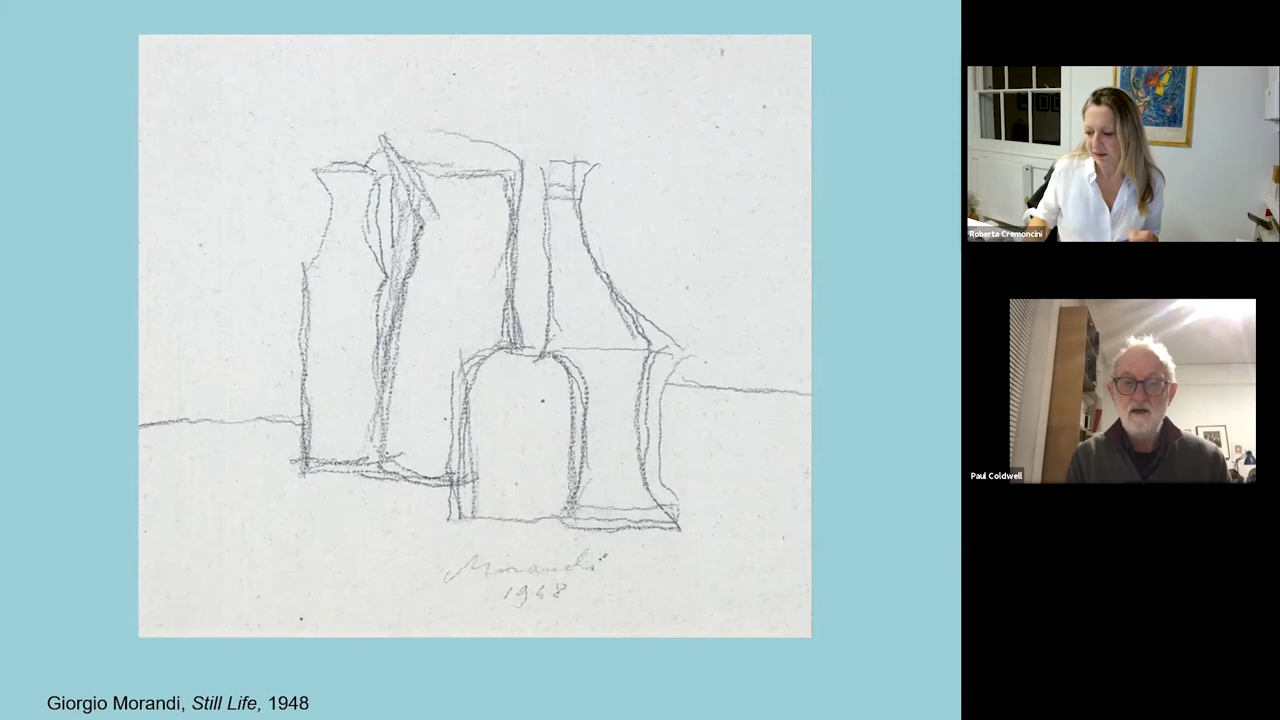 Morandi
1948
Giorgio Morandi, Still Life, 1948
Roberta Cremoncini
Paul Coldwell